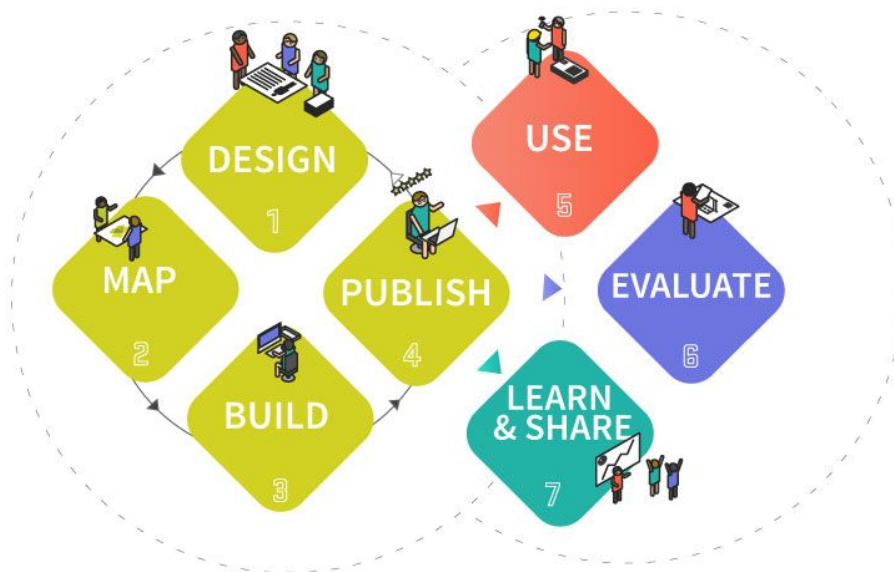 DESIGN
1
MAP
2
BUILD
3
PUBLISH
4
USE
5
EVALUATE
6
LEARN
& SHARE
7